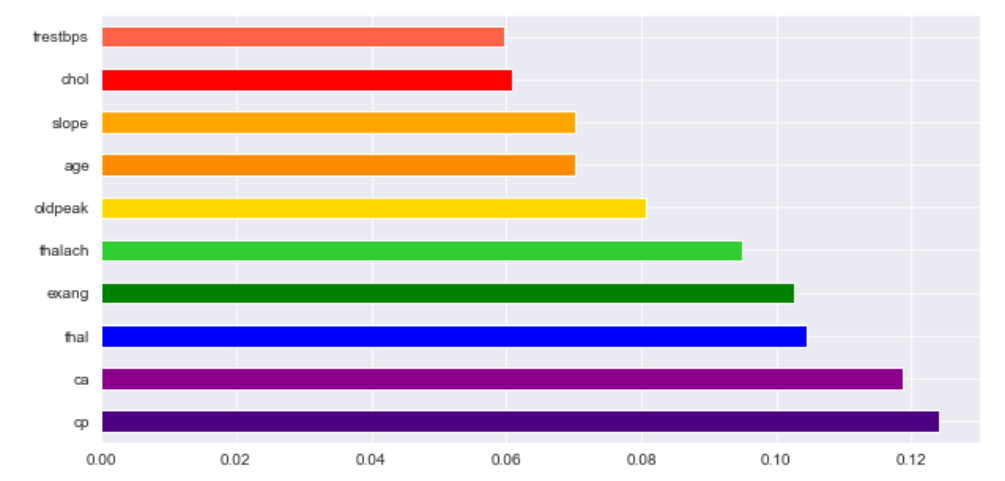 trestbps
chol
slope
age
oldpeak
thalach
exang
thal
ca
cp
0.00 0.02 0.04 0.06 0.08 0.10 0.12